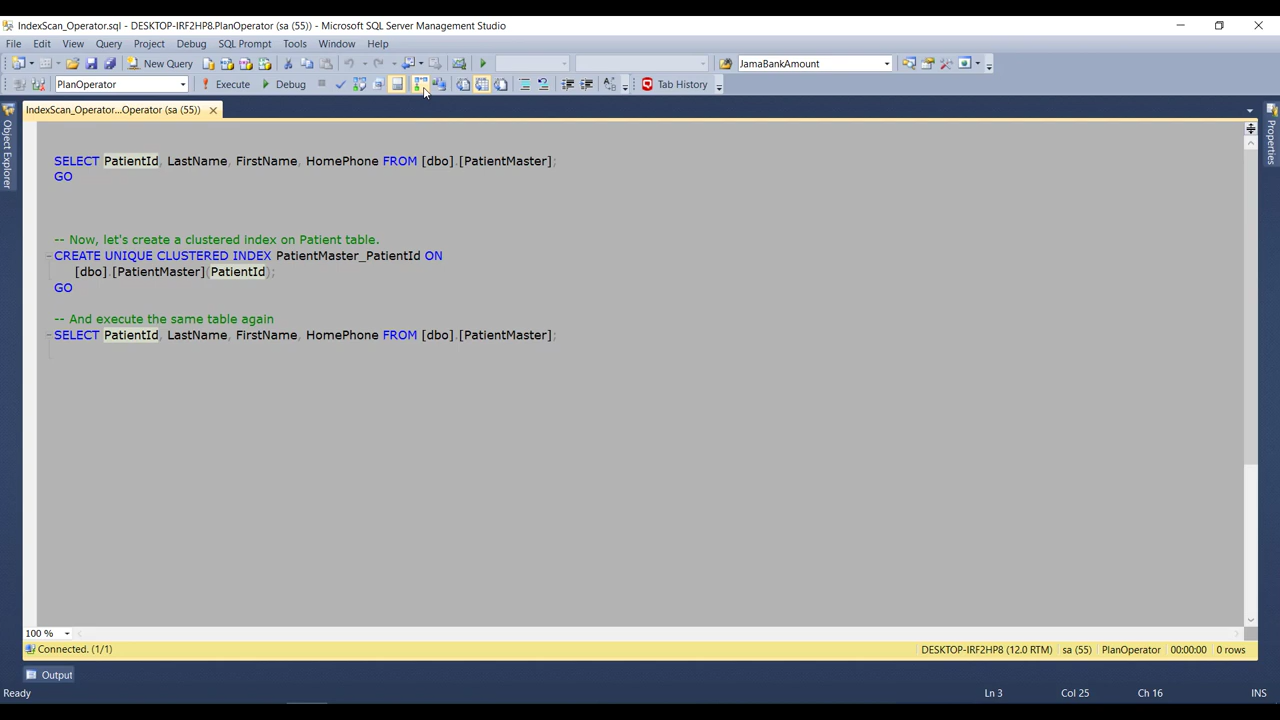 IndexScan_Operator.sql - DESKTOP-IRF2HP8.PlanOperator (sa (55)) - Microsoft SQL Server Management Studio
File Edit View Query Project Debug SQL Prompt Tools Window Help
New Query JamaBankAmount
PlanOperator Execute Debug Tab History
IndexScan_Operator...Operator (sa (55))
Object Explorer
Properties
SELECT PatientId, LastName, FirstName, HomePhone FROM [dbo].[PatientMaster];
GO
-- Now, let's create a clustered index on Patient table.
CREATE UNIQUE CLUSTERED INDEX PatientMaster_PatientId ON
[dbo].[PatientMaster](PatientId);
GO
-- And execute the same table again
SELECT PatientId, LastName, FirstName, HomePhone FROM [dbo].[PatientMaster];
100 %
Connected. (1/1) DESKTOP-IRF2HP8 (12.0 RTM) sa (55) PlanOperator 00:00:00 0 rows
Output
Ready Ln 3 Col 25 Ch 16 INS